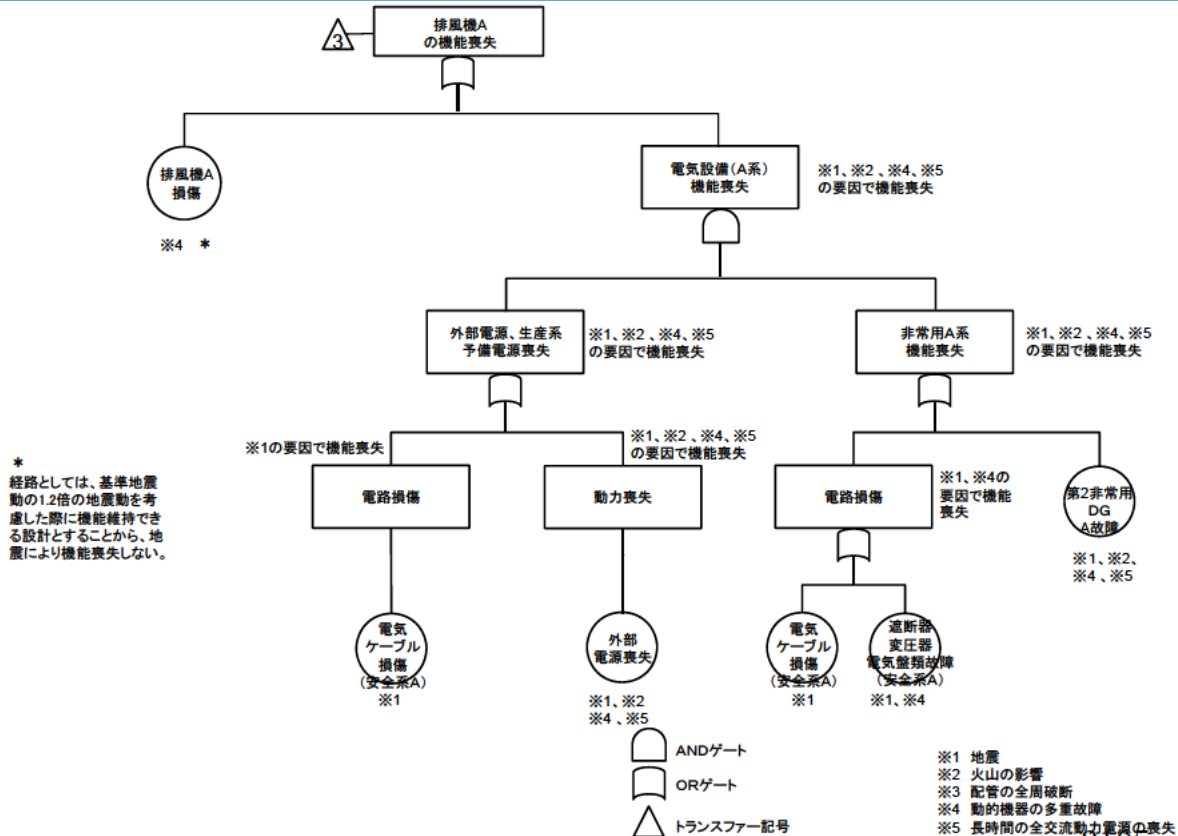 3
排風機A
の機能喪失
排風機A
損傷
※4 *
電気設備(A系)
機能喪失
※1、※2 、※4、※5
の要因で機能喪失
外部電源、生産系
予備電源喪失
※1、※2 、※4、※5
の要因で機能喪失
非常用A系
機能喪失
※1、※2 、※4、※5
の要因で機能喪失
※1の要因で機能喪失
電路損傷
※1、※2 、※4、※5
の要因で機能喪失
動力喪失
電路損傷
※1、※4の
要因で機能
喪失
第2非常用
DG
A故障
※1、※2、
※4 、※5
*
経路としては、基準地震
動の1.2倍の地震動を考
慮した際に機能維持でき
る設計とすることから、地
震により機能喪失しない。
電気
ケーブル
損傷
(安全系A)
※1
外部
電源喪失
※1、※2
※4 、※5
電気
ケーブル
損傷
(安全系A)
※1
遮断器
変圧器
電気盤類故障
(安全系A)
※1、※4
ANDゲート
ORゲート
トランスファー記号
※1 地震
※2 火山の影響
※3 配管の全周破断
※4 動的機器の多重故障
※5 長時間の全交流動力電源の喪失